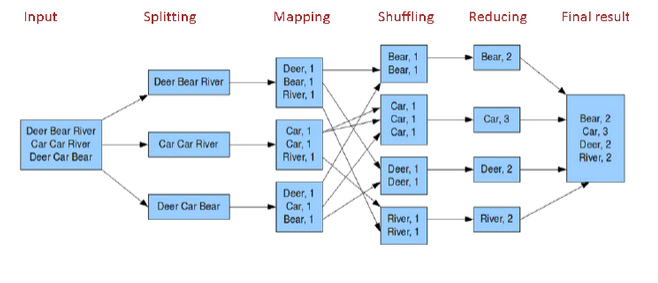 Input
Splitting
Mapping
Shuffling
Reducing
Final result
Deer Bear River
Car Car River
Deer Car Bear
Deer Bear River
Car Car River
Deer Car Bear
Deer, 1
Bear, 1
River, 1
Car, 1
Car, 1
River, 1
Deer, 1
Car, 1
Bear, 1
Bear, 1
Bear, 1
Car, 1
Car, 1
Car, 1
Deer, 1
Deer, 1
River, 1
River, 1
Bear, 2
Car, 3
Deer, 2
River, 2
Bear, 2
Car, 3
Deer, 2
River, 2